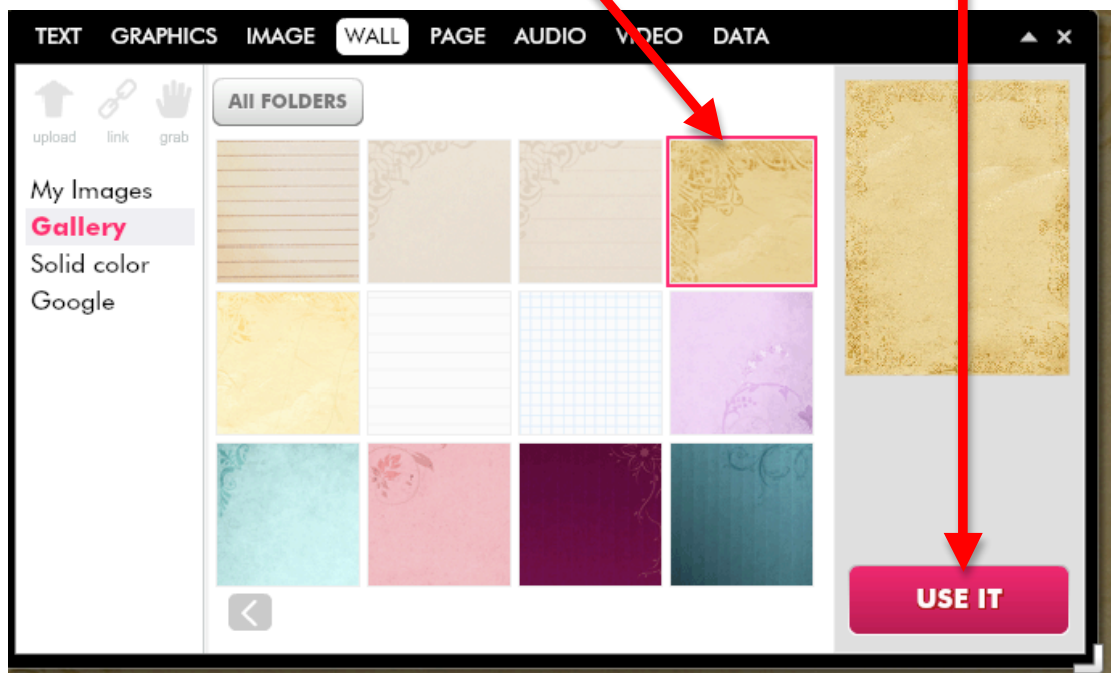 TEXT GRAPHICS IMAGE WALL PAGE AUDIO VIDEO DATA
upload link grab
All FOLDERS
My Images
Gallery
Solid color
Google
USE IT